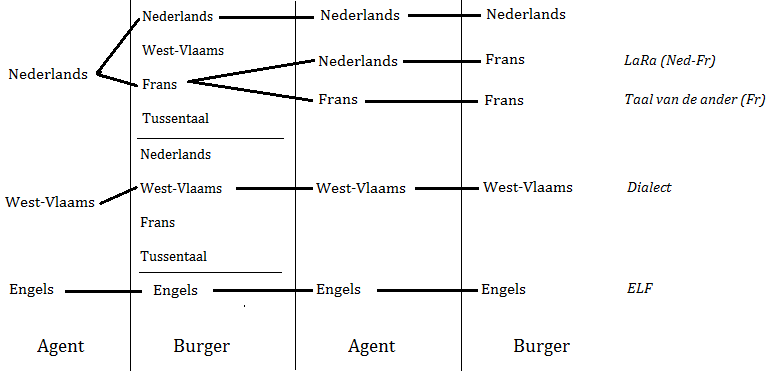 Nederlands Nederlands Nederlands
West-Vlaams
Nederlands Frans LaRa (Ned-Fr)
Nederlands
Frans
Frans Frans Taal van de ander (Fr)
Tussentaal
Nederlands
West-Vlaams West-Vlaams West-Vlaams Dialect
West-Vlaams
Frans
Tussentaal
Engels Engels Engels Engels ELF
Agent Burger Agent Burger